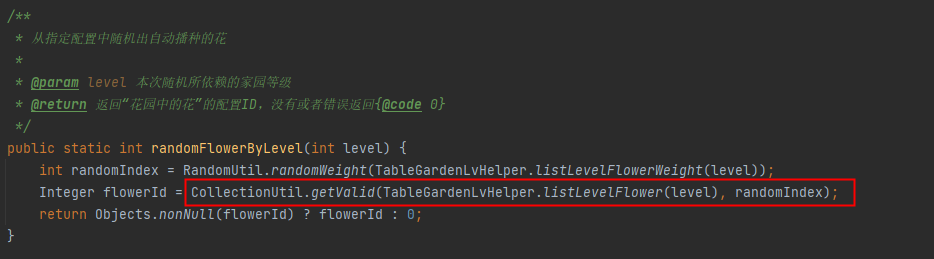 /**
 * 从指定配置中随机出自动播种的花
 *
 * @param level 本次随机所依赖的家园等级
 * @return 返回“花园中的花”的配置ID，没有或者错误返回{@code 0}
 */
public static int randomFlowerByLevel(int level) {
    int randomIndex = RandomUtil.randomWeight(TableGardenLvHelper.listLevelFlowerWeight(level));
    Integer flowerId = CollectionUtil.getValid(TableGardenLvHelper.listLevelFlower(level), randomIndex);
    return Objects.nonNull(flowerId) ? flowerId : 0;
}